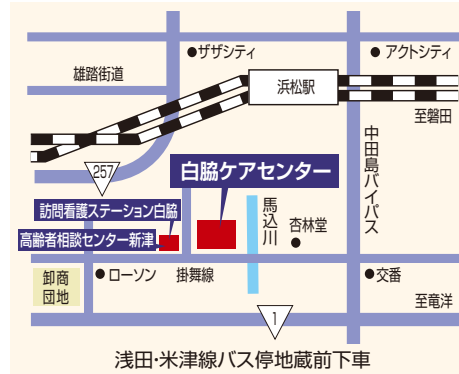 ザザシティ
アクトシティ
雄踏街道
浜松駅
至磐田
257
白脇ケアセンター
訪問看護ステーション白脇
高齢者相談センター新津
馬込川
杏林堂
中田島バイパス
卸商
団地
ローソン
掛舞線
交番
至竜洋
1
浅田・米津線バス停地蔵前下車